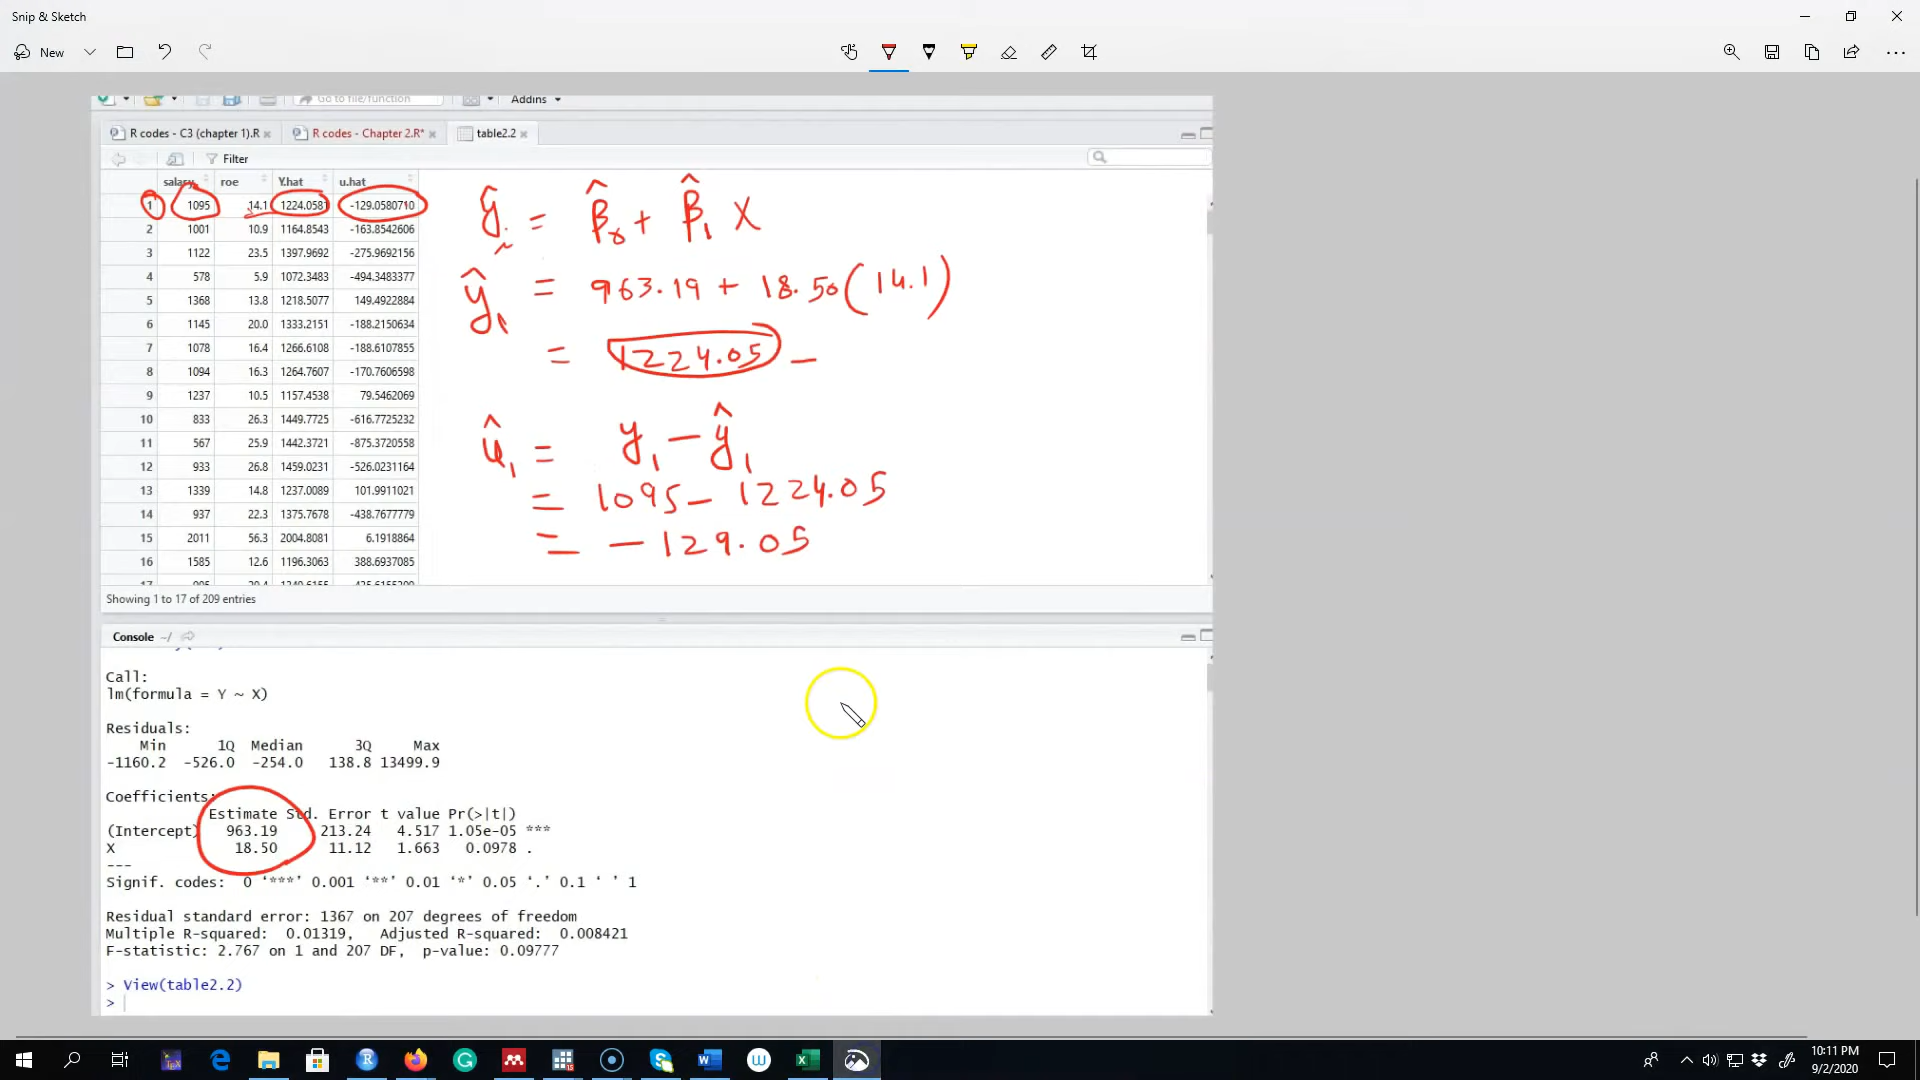 Snip & Sketch
New
Go to file/function
Addins
R codes - C3 (chapter 1).R
R codes - Chapter 2.R*
table2.2
Filter
salary roe Y.hat u.hat
1 1095 14.1 1224.0581 -129.0580710
2 1001 10.9 1164.8543 -163.8542606
3 1122 23.5 1397.9692 -275.9692156
4 578 5.9 1072.3483 -494.3483377
5 1368 13.8 1218.5077 149.4922884
6 1145 20.0 1333.2151 -188.2150634
7 1078 16.4 1266.6108 -188.6107855
8 1094 16.3 1264.7607 -170.7606598
9 1237 10.5 1157.4538 79.5462069
10 833 26.3 1449.7725 -616.7725232
11 567 25.9 1442.3721 -875.3720558
12 933 26.8 1459.0231 -526.0231164
13 1339 14.8 1237.0089 101.9911021
14 937 22.3 1375.7678 -438.7677779
15 2011 56.3 2004.8081 6.1918864
16 1585 12.6 1196.3063 388.6937085
Showing 1 to 17 of 209 entries
ŷ = β̂₀ + β̂₁ X
ŷ₁ = 963.19 + 18.50(14.1)
= 1224.05 –
û₁ = y₁ – ŷ₁
= 1095 – 1224.05
= – 129.05
Console ~/
Call:
lm(formula = Y ~ X)
Residuals:
Min 1Q Median 3Q Max
-1160.2 -526.0 -254.0 138.8 13499.9
Coefficients:
Estimate Std. Error t value Pr(>|t|)
(Intercept) 963.19 213.24 4.517 1.05e-05 ***
X 18.50 11.12 1.663 0.0978 .
---
Signif. codes: 0 ‘***’ 0.001 ‘**’ 0.01 ‘*’ 0.05 ‘.’ 0.1 ‘ ’ 1
Residual standard error: 1367 on 207 degrees of freedom
Multiple R-squared: 0.01319, Adjusted R-squared: 0.008421
F-statistic: 2.767 on 1 and 207 DF, p-value: 0.09777
> View(table2.2)
>
10:11 PM
9/2/2020